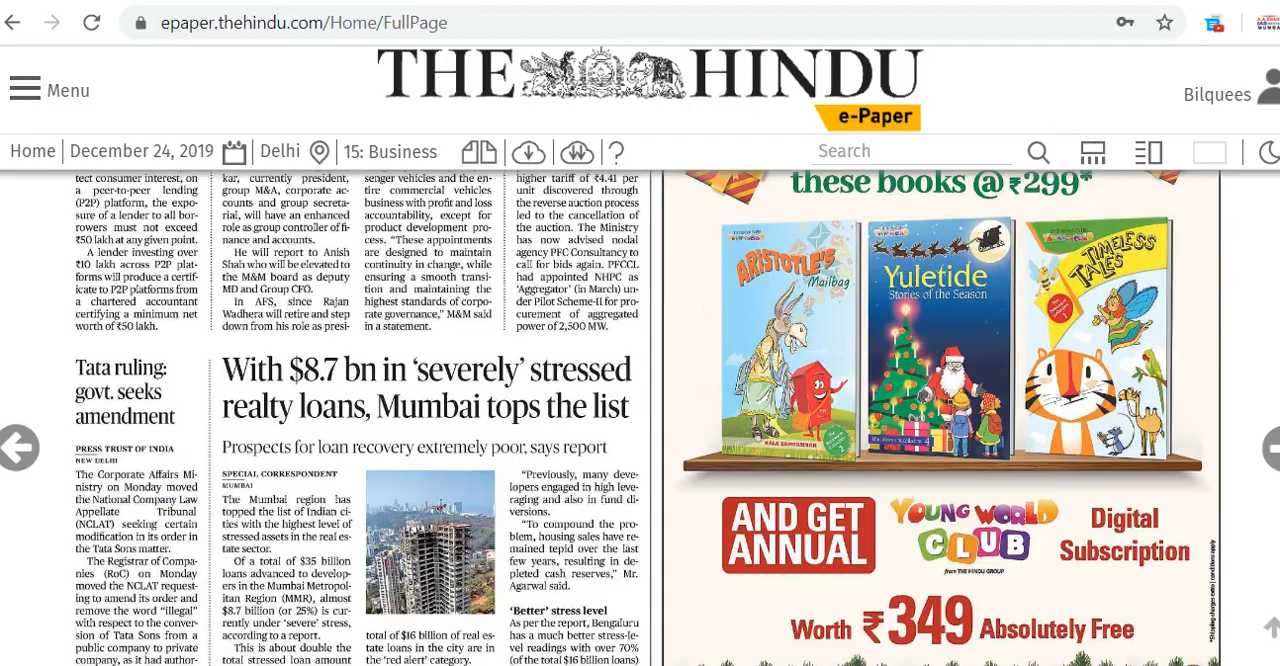 epaper.thehindu.com/Home/FullPage
Menu
THE HINDU
e-Paper
Bilquees
Home
December 24, 2019
Delhi
15: Business
Search
tect consumer interest, on
a peer-to-peer lending
(P2P) platform, the expo-
sure of a lender to all bor-
rowers must not exceed
₹50 lakh at any given point.
A lender investing over
₹10 lakh across P2P plat-
forms will produce a certif-
icate to P2P platforms from
a chartered accountant
certifying a minimum net
worth of ₹50 lakh.
kar, currently president,
group M&A, corporate ac-
counts and group secreta-
rial, will have an enhanced
role as group controller of fi-
nance and accounts.
He will report to Anish
Shah who will be elevated to
the M&M board as deputy
MD and Group CFO.
In AFS, since Rajan
Wadhera will retire and step
down from his role as presi-
senger vehicles and the en-
tire commercial vehicles
business with profit and loss
accountability, except for
product development pro-
cess. “These appointments
are designed to maintain
continuity in change, while
ensuring a smooth transi-
tion and maintaining the
highest standards of corpo-
rate governance,” M&M said
in a statement.
higher tariff of ₹4.41 per
unit discovered through
the reverse auction process
led to the cancellation of
the auction. The Ministry
has now advised nodal
agency PFC Consultancy to
call for bids again. PFCCL
had appointed NHPC as
‘Aggregator’ (in March) un-
der Pilot Scheme-II for pro-
curement of aggregated
power of 2,500 MW.
Tata ruling:
govt. seeks
amendment
PRESS TRUST OF INDIA
NEW DELHI
The Corporate Affairs Mi-
nistry on Monday moved
the National Company Law
Appellate Tribunal
(NCLAT) seeking certain
modification in its order in
the Tata Sons matter.
The Registrar of Compa-
nies (RoC) on Monday
moved the NCLAT request-
ing to amend its order and
remove the word “illegal”
with respect to the conver-
sion of Tata Sons from a
public company to private
company, as it had author-
With $8.7 bn in ‘severely’ stressed
realty loans, Mumbai tops the list
Prospects for loan recovery extremely poor, says report
SPECIAL CORRESPONDENT
MUMBAI
The Mumbai region has
topped the list of Indian ci-
ties with the highest level of
stressed assets in the real es-
tate sector.
Of a total of $35 billion
loans advanced to develop-
ers in the Mumbai Metropol-
itan Region (MMR), almost
$8.7 billion (or 25%) is cur-
rently under ‘severe’ stress,
according to a report.
This is about double the
total stressed loan amount
total of $16 billion of real es-
tate loans in the city are in
the ‘red alert’ category.
“Previously, many deve-
lopers engaged in high leve-
raging and also in fund di-
versions.
“To compound the pro-
blem, housing sales have re-
mained tepid over the last
few years, resulting in de-
pleted cash reserves,” Mr.
Agarwal said.
‘Better’ stress level
As per the report, Bengaluru
has a much better stress-le-
vel readings with over 70%
(of the total $16 billion loans)
these books @ ₹299*
ARISTOTLE'S
Mailbag
Yuletide
Stories of the Season
TIMELESS
TALES
AND GET
ANNUAL
YOUNG WORLD
CLUB
from THE HINDU GROUP
Digital
Subscription
*Shipping charges extra | conditions apply
Worth ₹349 Absolutely Free